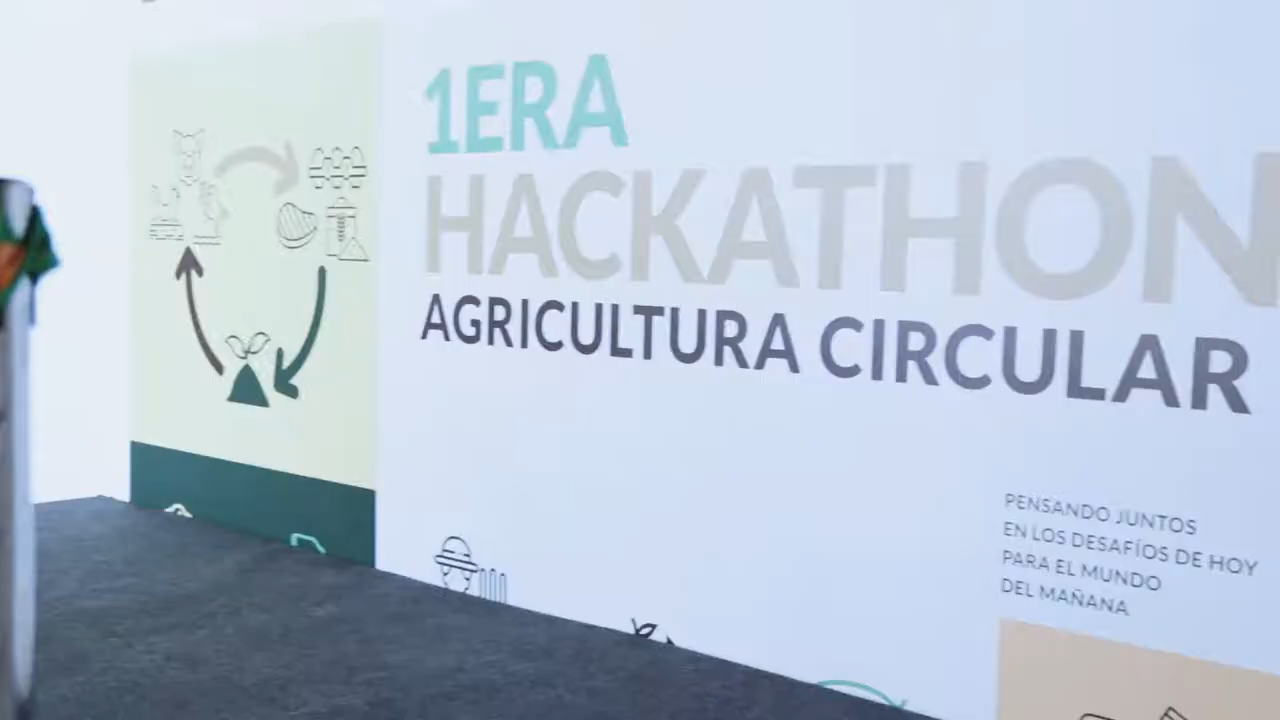 1ERA
HACKATHON
AGRICULTURA CIRCULAR
PENSANDO JUNTOS
EN LOS DESAFÍOS DE HOY
PARA EL MUNDO
DEL MAÑANA